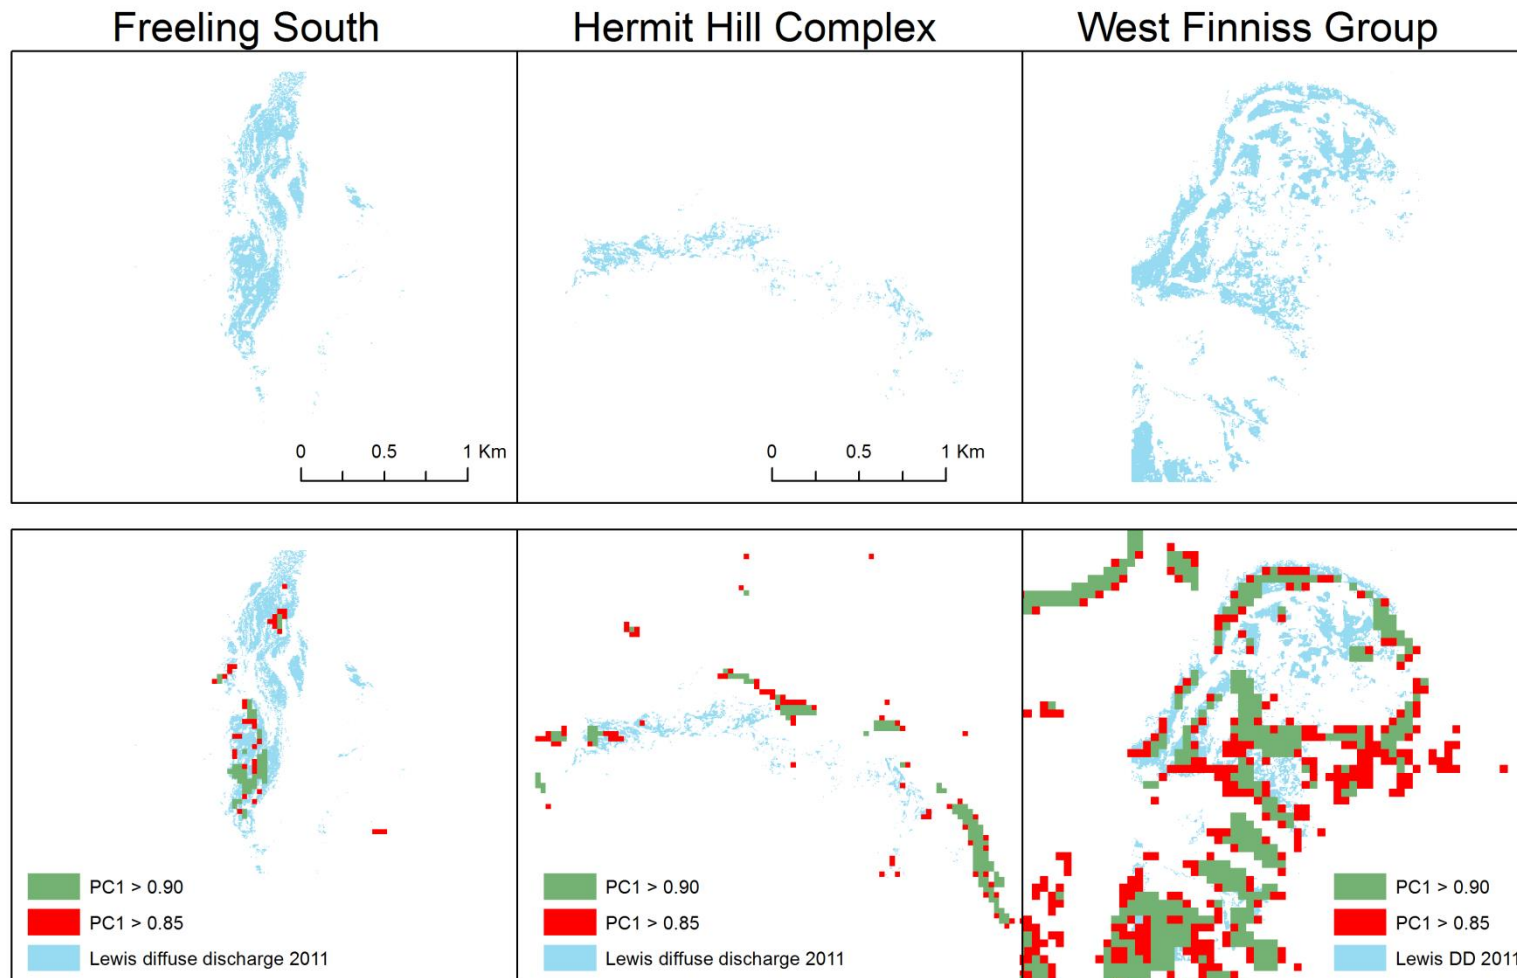 Freeling South
Hermit Hill Complex
West Finniss Group
0 0.5 1 Km
0 0.5 1 Km
PC1 > 0.90
PC1 > 0.85
Lewis diffuse discharge 2011
PC1 > 0.90
PC1 > 0.85
Lewis diffuse discharge 2011
PC1 > 0.90
PC1 > 0.85
Lewis DD 2011